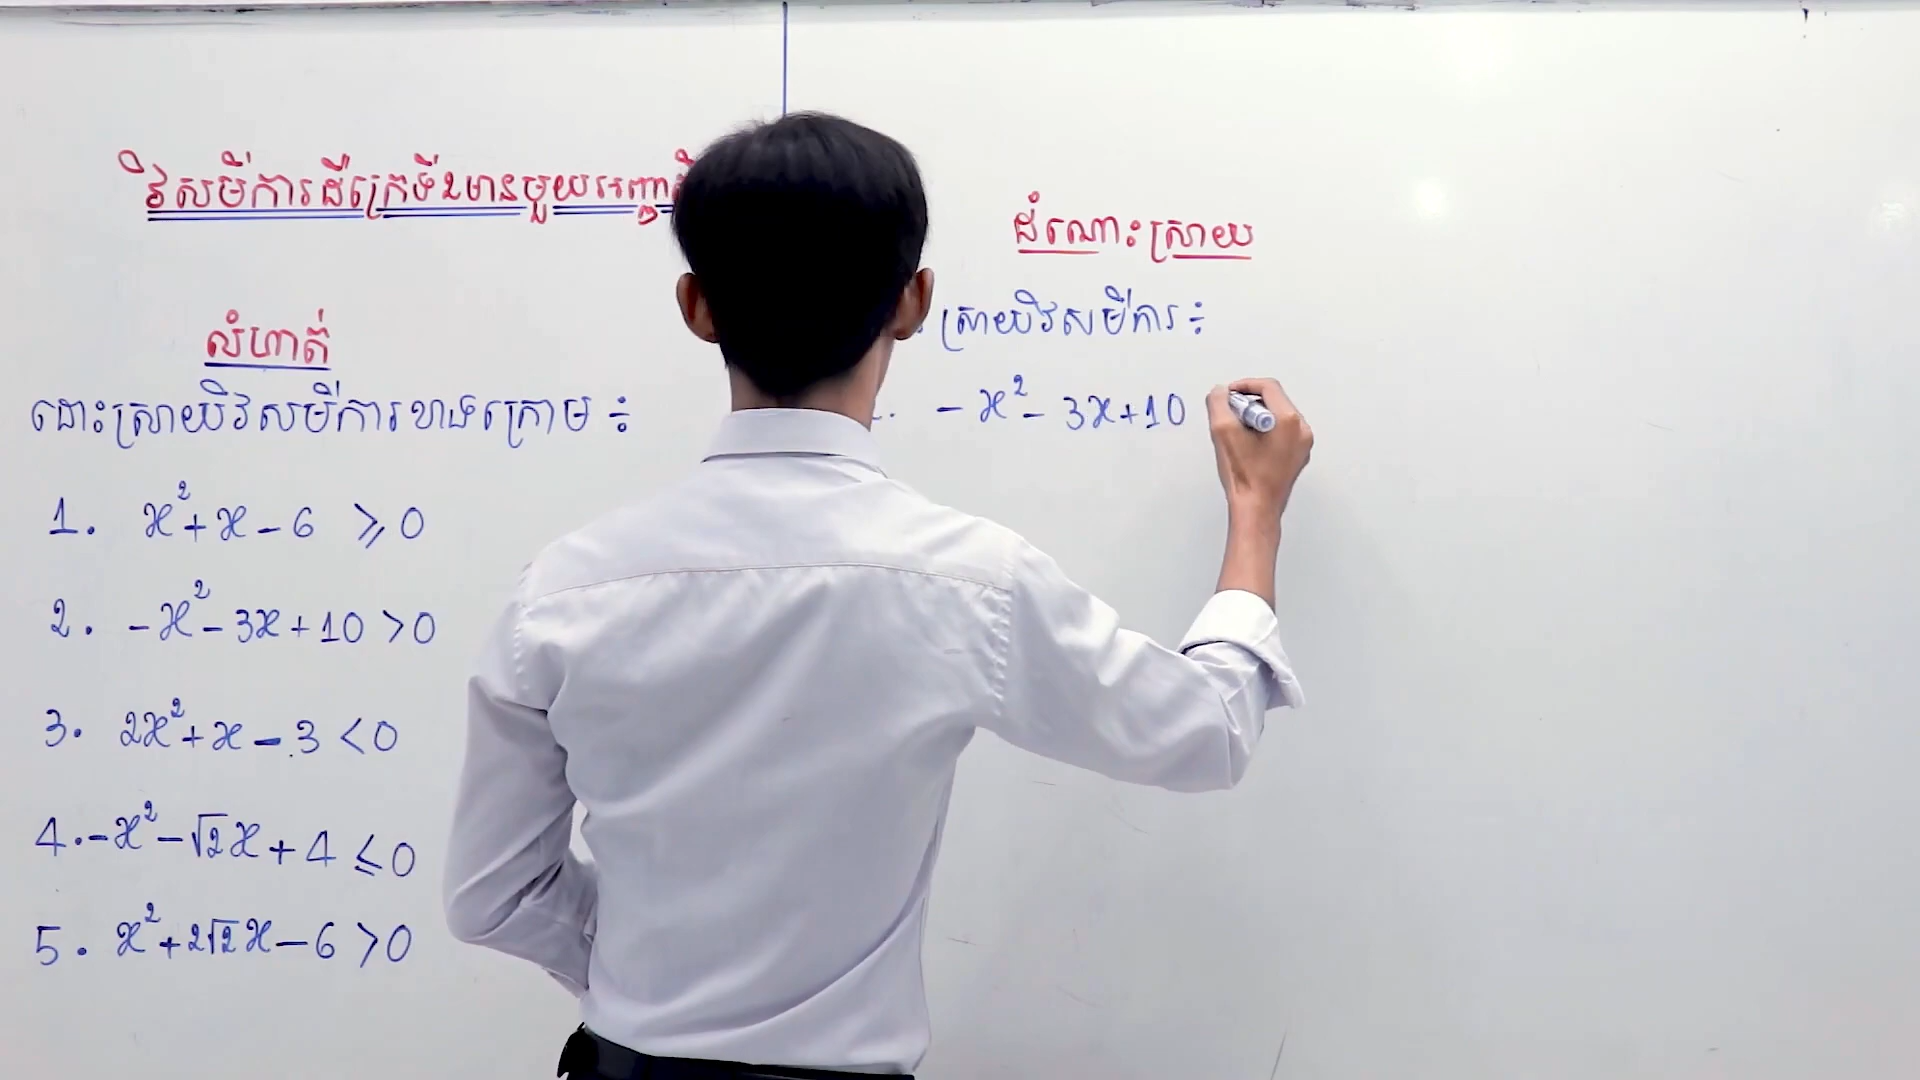 វិសមីការដឺក្រេទី២មានមួយអញ្ញាតិ
លំហាត់
ដោះស្រាយវិសមីការខាងក្រោម ÷
1. x² + x - 6 ⩾ 0
2. -x² - 3x + 10 > 0
3. 2x² + x - 3 < 0
4. -x² - √2x + 4 ≤ 0
5. x² + 2√2x - 6 > 0
ដំណោះស្រាយ
ស្រាយវិសមីការ ÷
-x² - 3x + 10